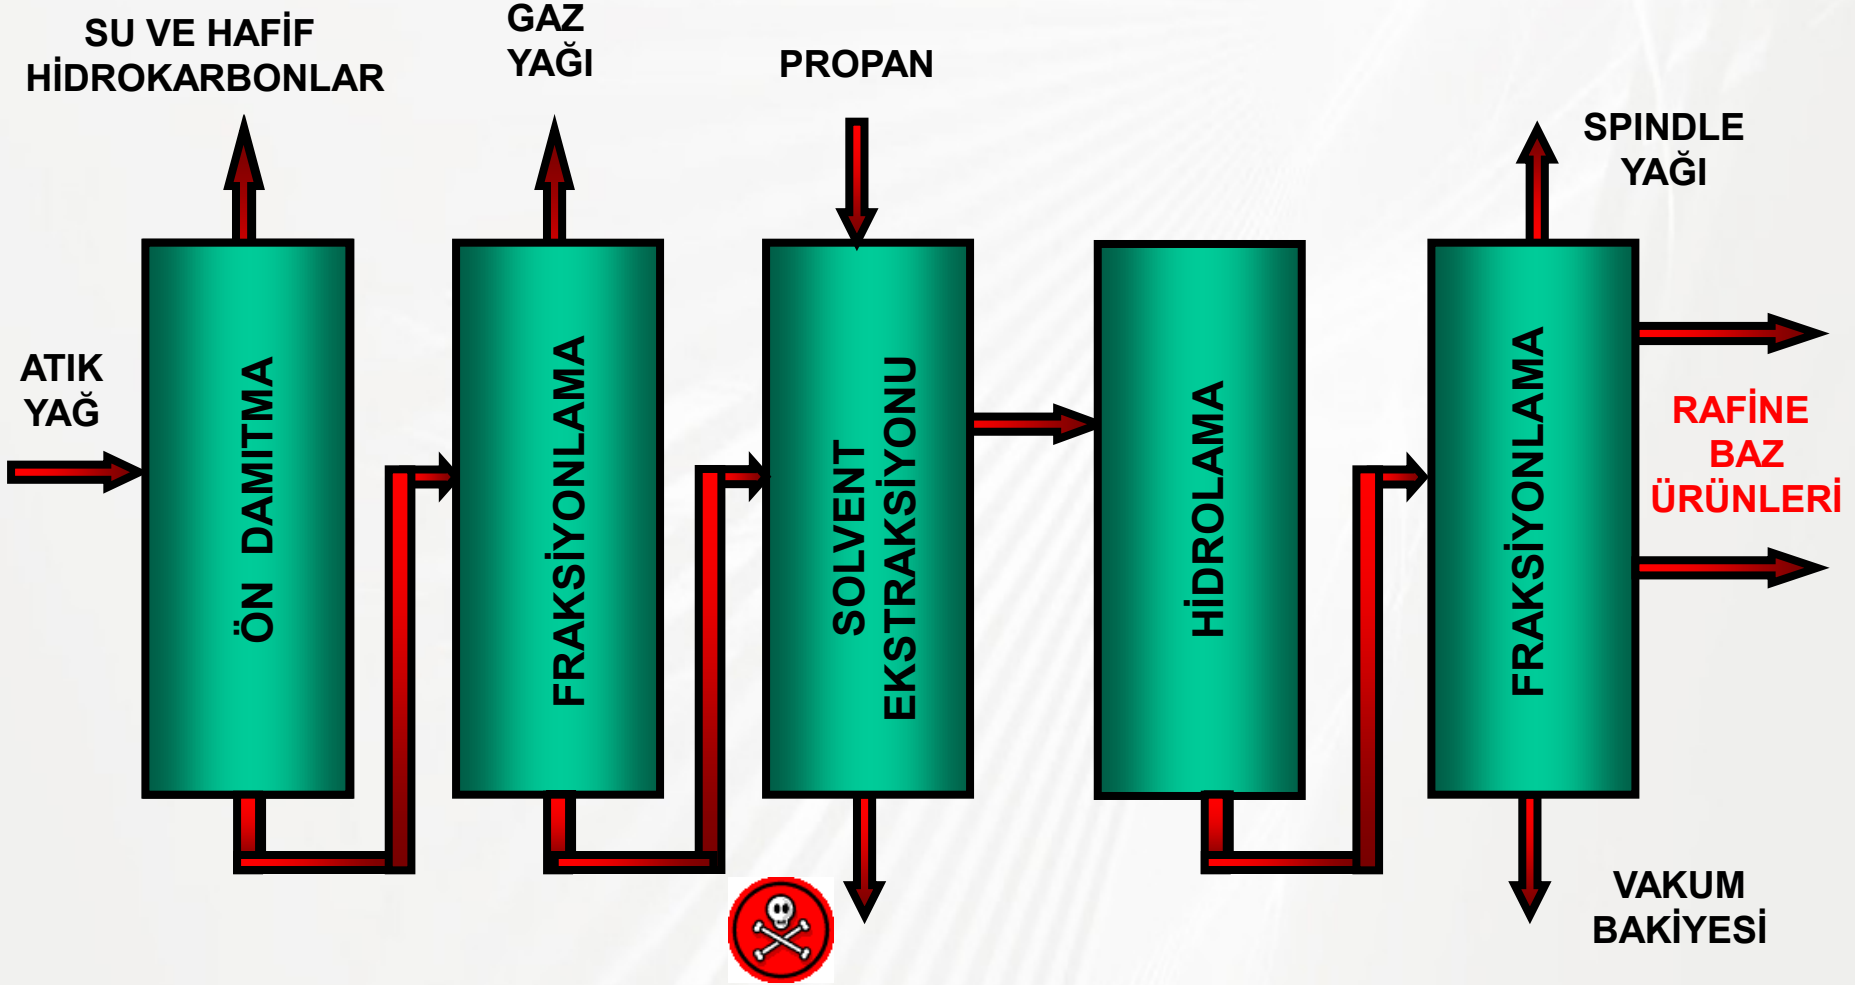 SU VE HAFİF
HİDROKARBONLAR
GAZ
YAĞI
PROPAN
SPINDLE
YAĞI
ATIK
YAĞ
ÖN DAMITMA
FRAKSİYONLAMA
SOLVENT
EKSTRAKSİYONU
HİDROLAMA
FRAKSİYONLAMA
RAFİNE
BAZ
ÜRÜNLERİ
VAKUM
BAKİYESİ